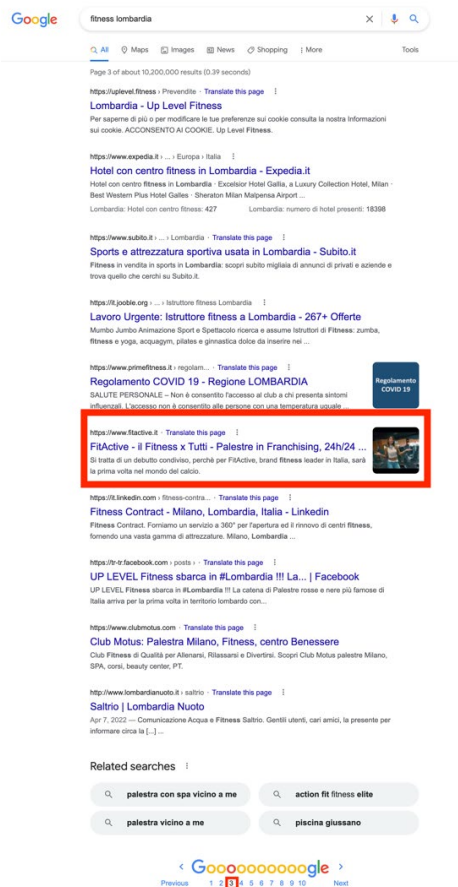 Google
fitness lombardia
All Maps Images News Shopping More Tools
Page 3 of about 10,200,000 results (0.39 seconds)
https://uplevel.fitness › Prevendite · Translate this page
Lombardia - Up Level Fitness
Per saperne di più o per modificare le tue preferenze sui cookie consulta la nostra Informazioni
sui cookie. ACCONSENTO AI COOKIE. Up Level Fitness.
https://www.expedia.it › ... › Europa › Italia
Hotel con centro fitness in Lombardia - Expedia.it
Hotel con centro fitness in Lombardia · Excelsior Hotel Gallia, a Luxury Collection Hotel, Milan ·
Best Western Plus Hotel Galles · Sheraton Milan Malpensa Airport ...
Lombardia: Hotel con centro fitness: 427 Lombardia: numero di hotel presenti: 18398
https://www.subito.it › ... › Lombardia · Translate this page
Sports e attrezzatura sportiva usata in Lombardia - Subito.it
Fitness in vendita in sports in Lombardia: scopri subito migliaia di annunci di privati e aziende e
trova quello che cerchi su Subito.it.
https://it.jooble.org › ... › Istruttore fitness Lombardia
Lavoro Urgente: Istruttore fitness a Lombardia - 267+ Offerte
Mumbo Jumbo Animazione Sport e Spettacolo ricerca e assume Istruttori di Fitness: zumba,
fitness e yoga, acquagym, pilates e ginnastica dolce da inserire nei ...
https://www.primefitness.it › regolam... · Translate this page
Regolamento COVID 19 - Regione LOMBARDIA
SALUTE PERSONALE – Non è consentito l'accesso al club a chi presenta sintomi
influenzali. L'accesso non è consentito alle persone con una temperatura uguale ...
Regolamento
COVID 19
https://www.fitactive.it · Translate this page
FitActive - il Fitness x Tutti - Palestre in Franchising, 24h/24 ...
Si tratta di un debutto condiviso, perchè per FitActive, brand fitness leader in Italia, sarà
la prima volta nel mondo del calcio.
https://it.linkedin.com › fitness-contra... · Translate this page
Fitness Contract - Milano, Lombardia, Italia - Linkedin
Fitness Contract. Forniamo un servizio a 360° per l'apertura ed il rinnovo di centri fitness,
fornendo una vasta gamma di attrezzature. Milano, Lombardia ...
https://tr-tr.facebook.com › posts › · Translate this page
UP LEVEL Fitness sbarca in #Lombardia !!! La... | Facebook
UP LEVEL Fitness sbarca in #Lombardia !!! La catena di Palestre rosse e nere più famose di
Italia arriva per la prima volta in territorio lombardo con...
https://www.clubmotus.com · Translate this page
Club Motus: Palestra Milano, Fitness, centro Benessere
Club Fitness di Qualità per Allenarsi, Rilassarsi e Divertirsi. Scopri Club Motus palestre Milano,
SPA, corsi, beauty center, PT.
http://www.lombardianuoto.it › saltrio · Translate this page
Saltrio | Lombardia Nuoto
Apr 7, 2022 — Comunicazione Acqua e Fitness Saltrio. Gentili utenti, cari amici, la presente per
informare circa la [...] ...
Related searches
palestra con spa vicino a me action fit fitness elite
palestra vicino a me piscina giussano
< Goooooooooogle >
Previous 1 2 3 4 5 6 7 8 9 10 Next